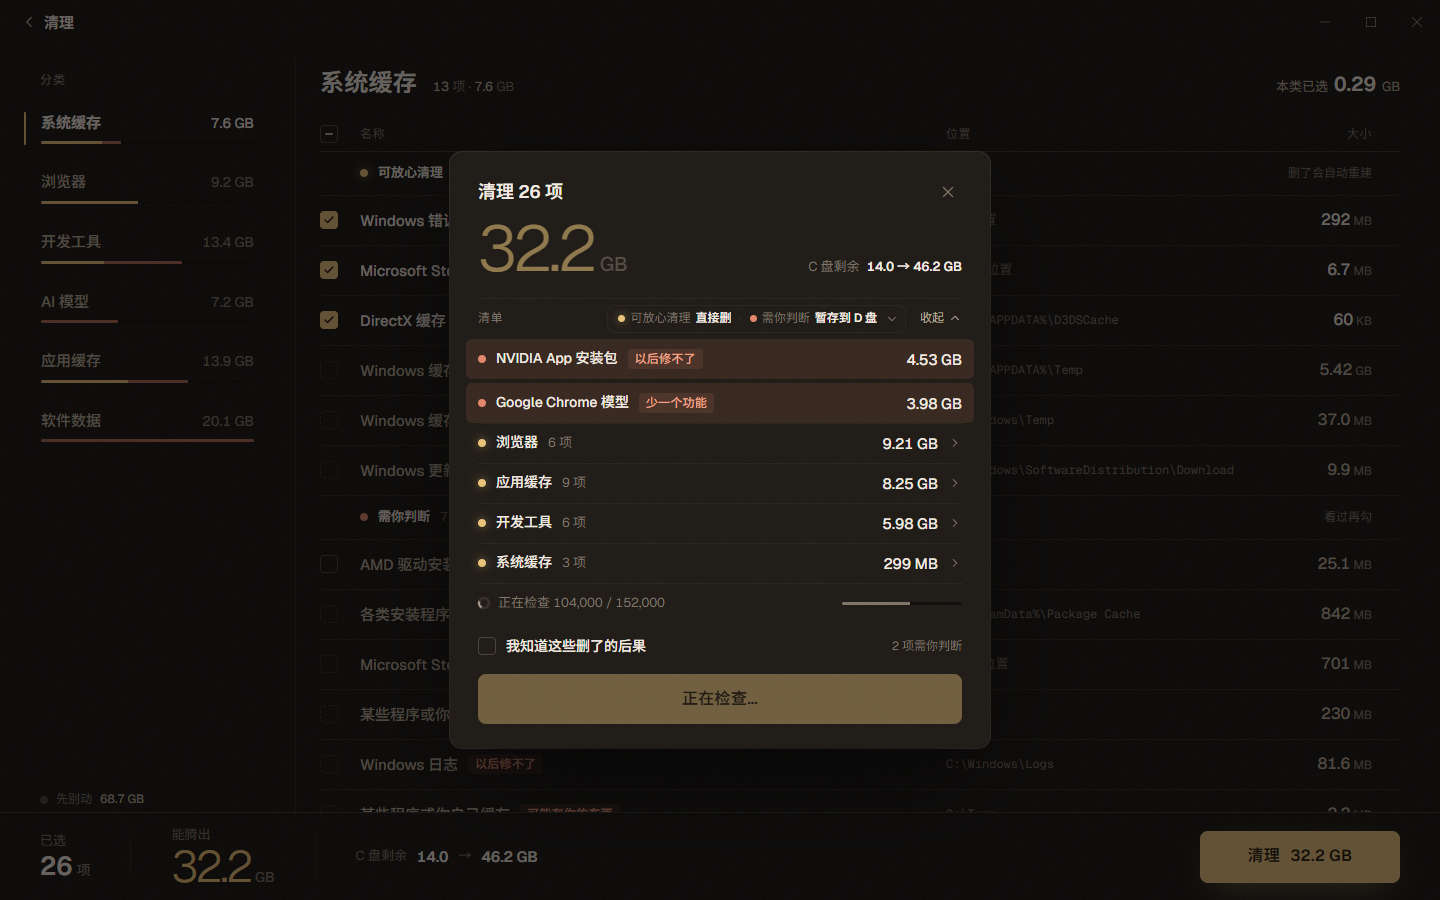 清理
分类
系统缓存 7.6 GB
浏览器 9.2 GB
开发工具 13.4 GB
AI 模型 7.2 GB
应用缓存 13.9 GB
软件数据 20.1 GB
先别动 68.7 GB
系统缓存 13 项 · 7.6 GB
本类已选 0.29 GB
名称 位置 大小
可放心清理 删了会自动重建
Windows 错 292 MB
Microsoft 位置 6.7 MB
DirectX 缓存 APPDATA%\D3DSCache 60 KB
Windows 缓 APPDATA%\Temp 5.42 GB
Windows 缓 dows\Temp 37.0 MB
Windows 更 dows\SoftwareDistribution\Download 9.9 MB
需你判断 7 看过再勾
AMD 驱动安装 25.1 MB
各类安装程序 amData%\Package Cache 842 MB
Microsoft 位置 701 MB
某些程序或你 230 MB
Windows 日志 以后修不了 C:\Windows\Logs 81.6 MB
清理 26 项
32.2 GB
C 盘剩余 14.0 → 46.2 GB
清单 可放心清理 直接删 需你判断 暂存到 D 盘 收起
NVIDIA App 安装包 以后修不了 4.53 GB
Google Chrome 模型 少一个功能 3.98 GB
浏览器 6 项 9.21 GB
应用缓存 9 项 8.25 GB
开发工具 6 项 5.98 GB
系统缓存 3 项 299 MB
正在检查 104,000 / 152,000
我知道这些删了的后果 2 项需你判断
正在检查…
已选
26 项
能腾出
32.2 GB
C 盘剩余 14.0 → 46.2 GB
清理 32.2 GB